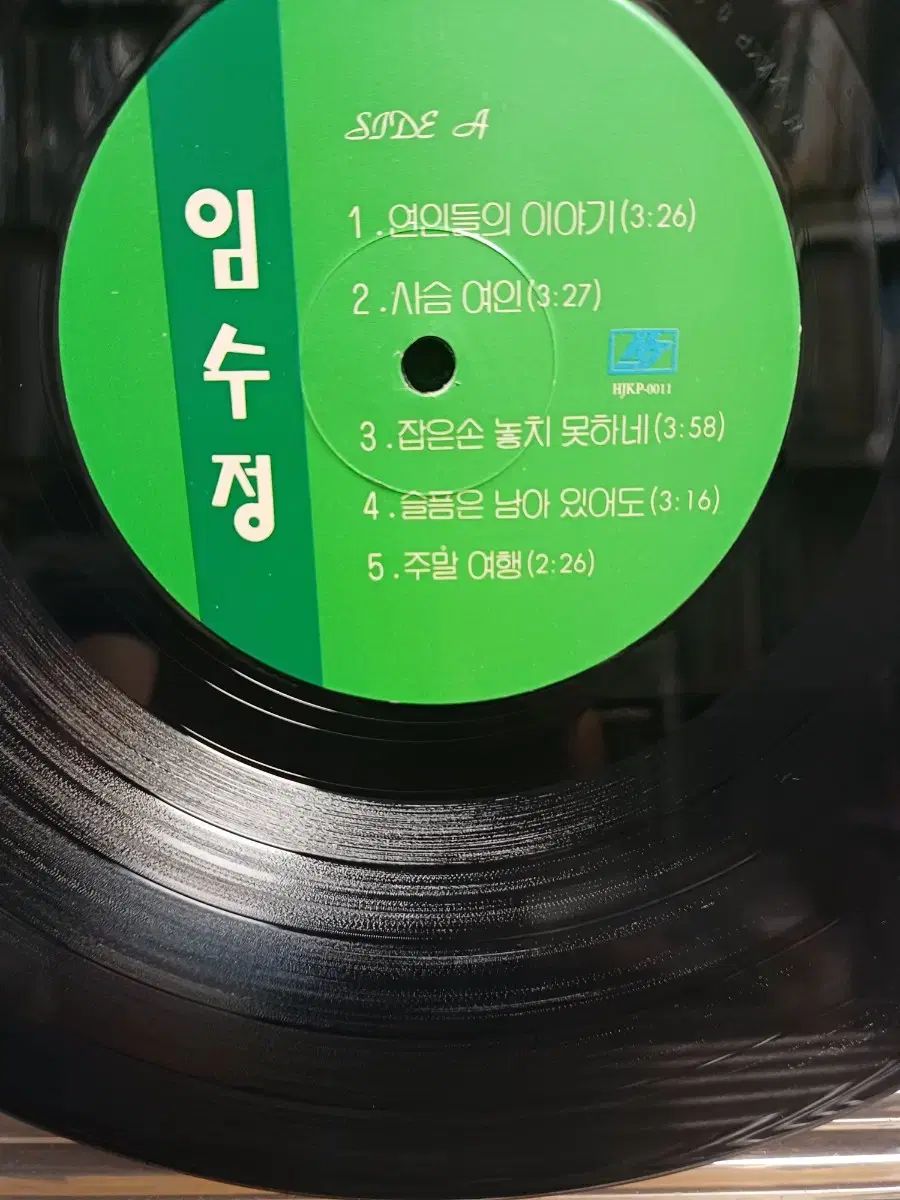 임수정
SIDE A
1.연인들의 이야기(3:26)
2.사슴 여인(3:27)
HJKP-0011
3.잡은손 놓치 못하네(3:58)
4.슬픔은 남아 있어도(3:16)
5.주말 여행(2:26)